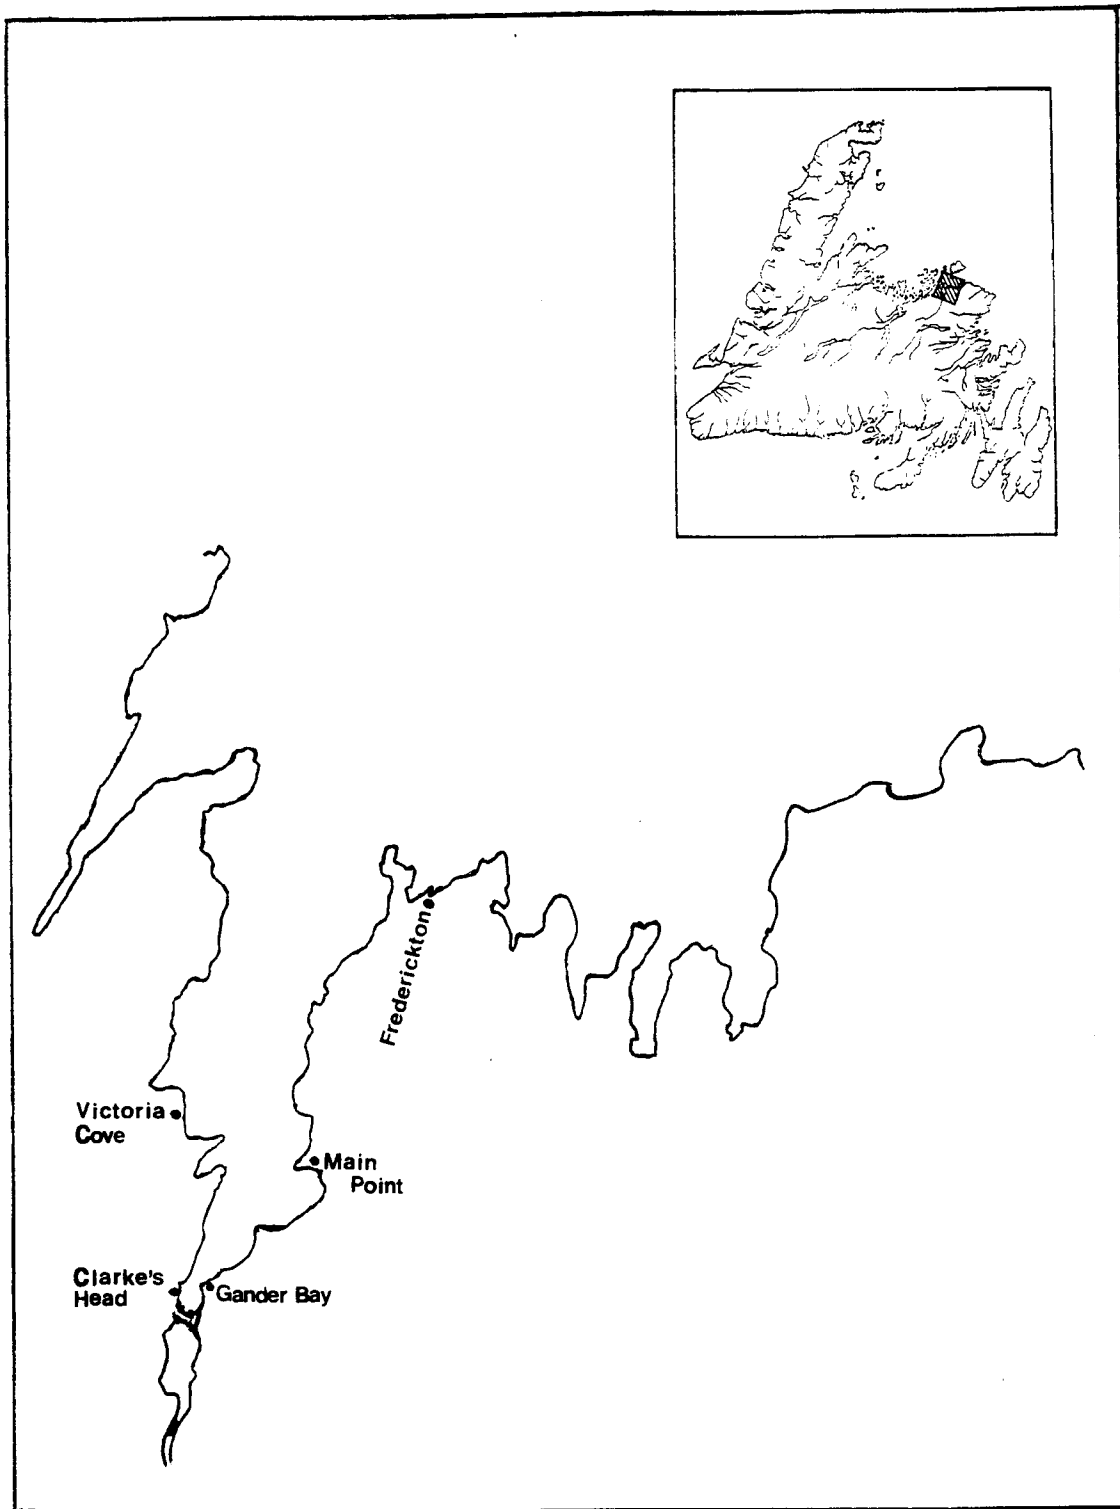 Frederickton
Victoria
Cove
Main
Point
Clarke's
Head
Gander Bay